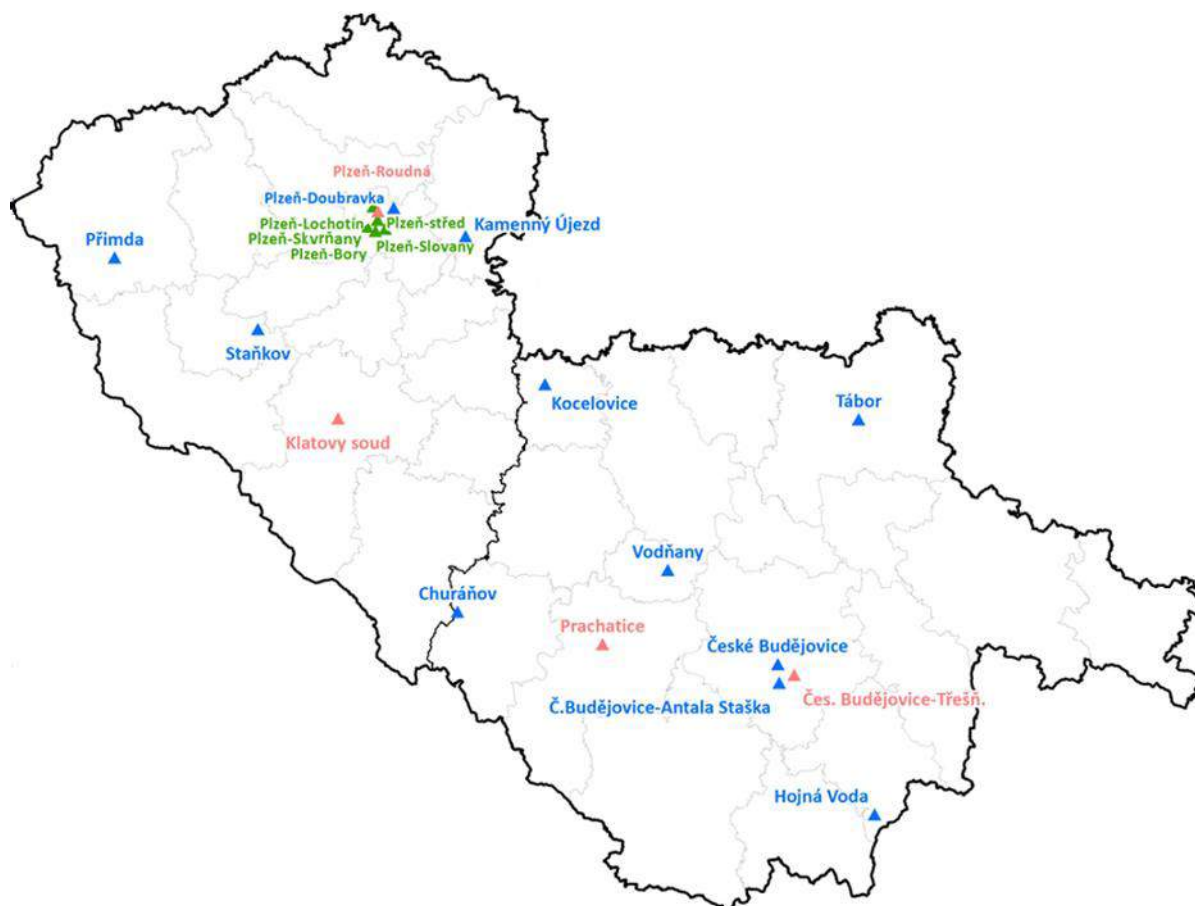 Plzeň-Roudná
Plzeň-Doubravka
Plzeň-Lochotín
Plzeň-střed
Kamenný Újezd
Plzeň-Skvrňany
Plzeň-Slovany
Plzeň-Bory
Přimda
Staňkov
Kocelovice
Tábor
Klatovy soud
Vodňany
Churáňov
Prachatice
České Budějovice
Č.Budějovice-Antala Staška
Čes. Budějovice-Třešň.
Hojná Voda